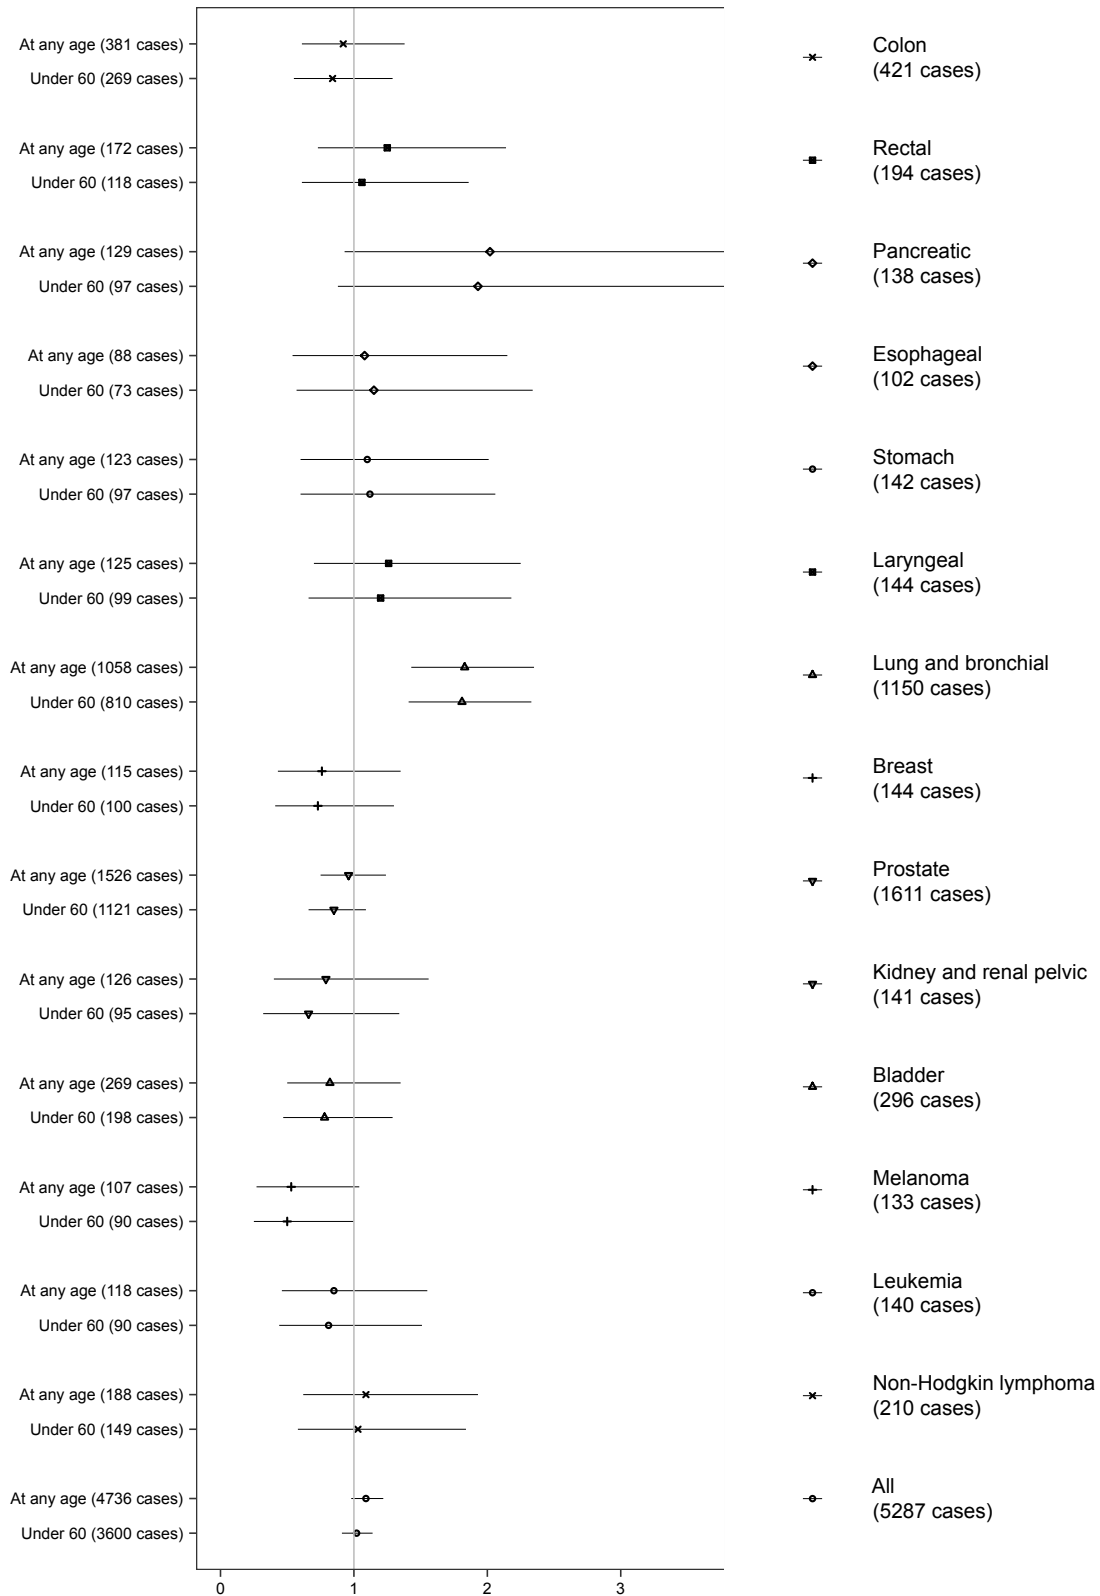 At any age (381 cases)
Under 60 (269 cases)
Colon
(421 cases)
At any age (172 cases)
Under 60 (118 cases)
Rectal
(194 cases)
At any age (129 cases)
Under 60 (97 cases)
Pancreatic
(138 cases)
At any age (88 cases)
Under 60 (73 cases)
Esophageal
(102 cases)
At any age (123 cases)
Under 60 (97 cases)
Stomach
(142 cases)
At any age (125 cases)
Under 60 (99 cases)
Laryngeal
(144 cases)
At any age (1058 cases)
Under 60 (810 cases)
Lung and bronchial
(1150 cases)
At any age (115 cases)
Under 60 (100 cases)
Breast
(144 cases)
At any age (1526 cases)
Under 60 (1121 cases)
Prostate
(1611 cases)
At any age (126 cases)
Under 60 (95 cases)
Kidney and renal pelvic
(141 cases)
At any age (269 cases)
Under 60 (198 cases)
Bladder
(296 cases)
At any age (107 cases)
Under 60 (90 cases)
Melanoma
(133 cases)
At any age (118 cases)
Under 60 (90 cases)
Leukemia
(140 cases)
At any age (188 cases)
Under 60 (149 cases)
Non-Hodgkin lymphoma
(210 cases)
At any age (4736 cases)
Under 60 (3600 cases)
All
(5287 cases)
0 1 2 3